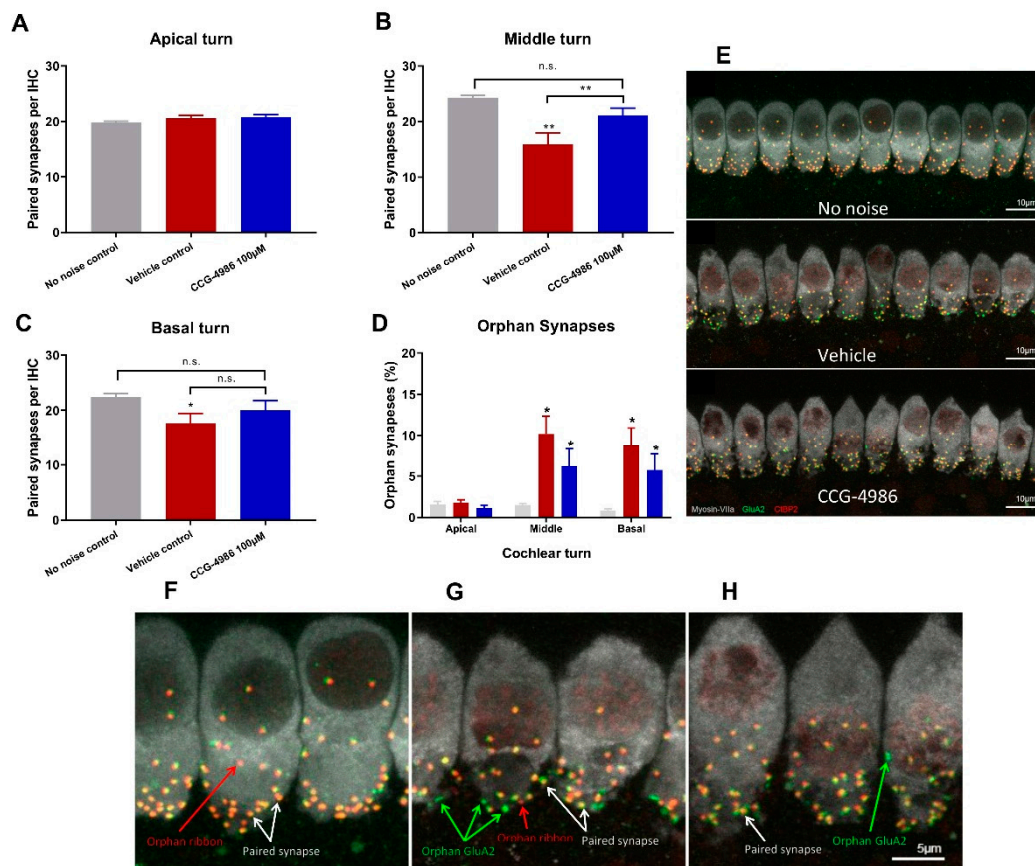 A
Apical turn
Paired synapses per IHC
30
20
10
0
No noise control
Vehicle control
CCG-4986 100µM
B
Middle turn
Paired synapses per IHC
30
20
10
0
n.s.
**
**
No noise control
Vehicle control
CCG-4986 100µM
C
Basal turn
Paired synapses per IHC
30
20
10
0
n.s.
n.s.
*
No noise control
Vehicle control
CCG-4986 100µM
D
Orphan Synapses
Orphan synapeses (%)
20
15
10
5
0
*
*
*
*
Apical
Middle
Basal
Cochlear turn
E
No noise
10µm
Vehicle
10µm
CCG-4986
Myosin-VIIa GluA2 CtBP2
10µm
F
Orphan ribbon
Paired synapse
G
Orphan GluA2
Orphan ribbon
Paired synapse
H
Paired synapse
Orphan GluA2
5µm